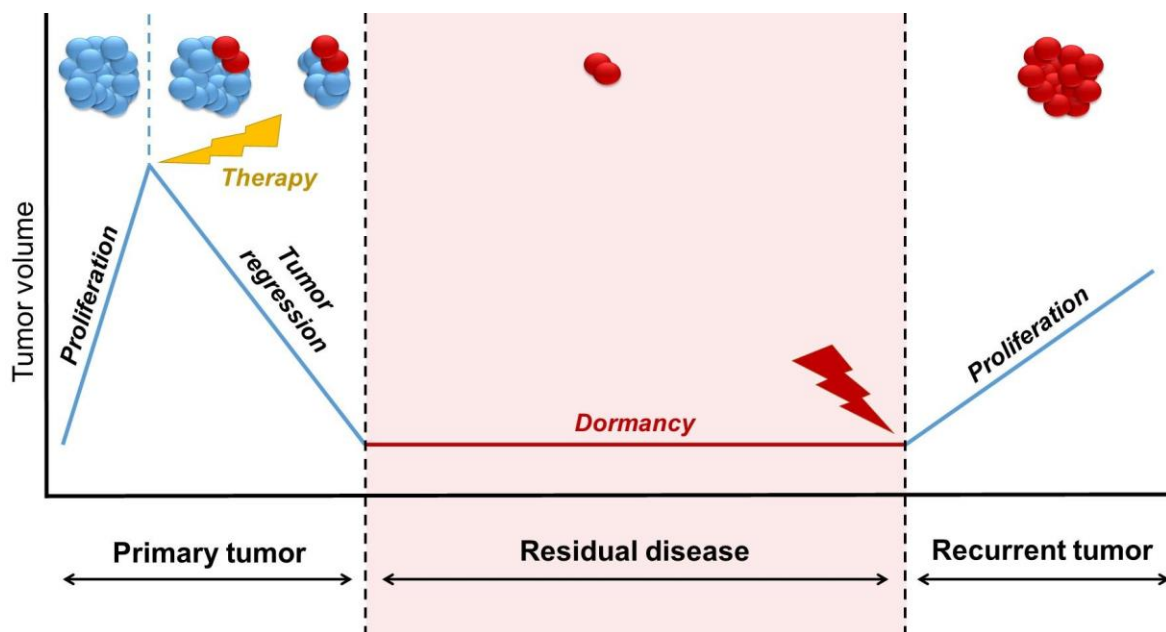 Tumor volume
Proliferation
Therapy
Tumor
regression
Dormancy
Proliferation
Primary tumor
Residual disease
Recurrent tumor